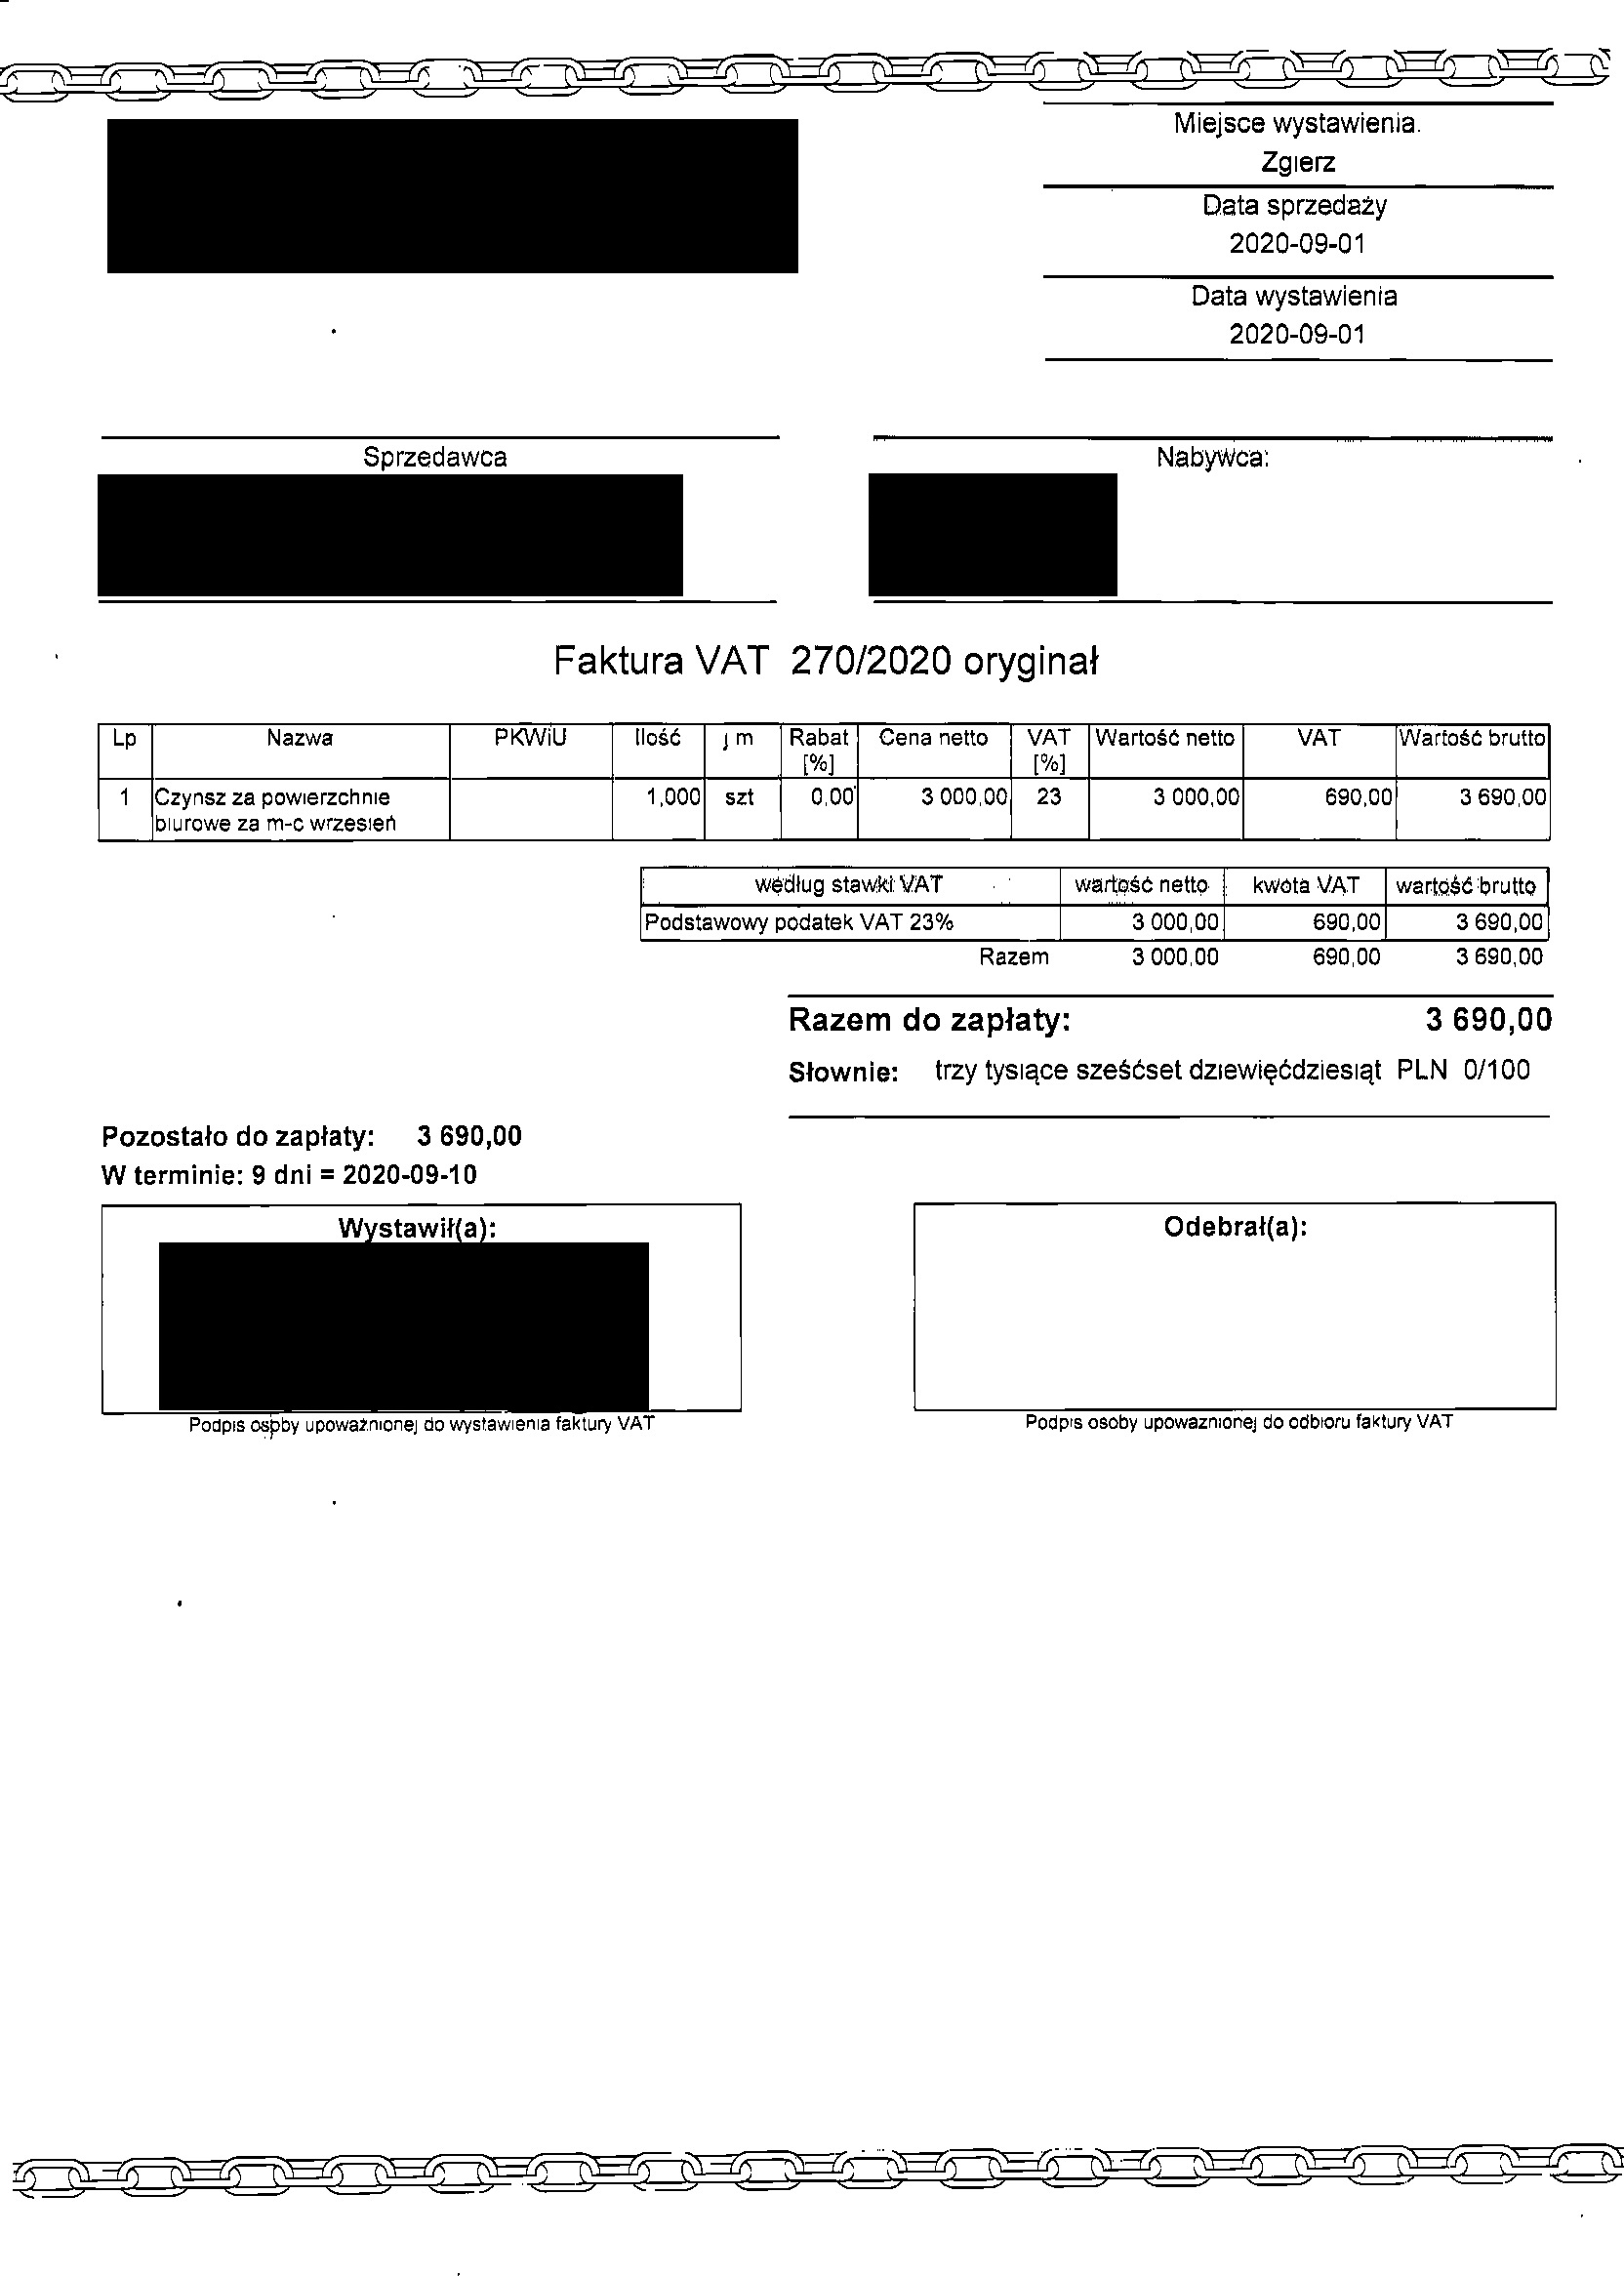 Miejsce wystawienia.
Zgierz
Data sprzedaży
2020-09-01
Data wystawienia
2020-09-01
Sprzedawca
Nabywca:
Faktura VAT 270/2020 oryginał
Lp Nazwa PKWiU Ilość j m Rabat [%] Cena netto VAT [%] Wartość netto VAT Wartość brutto
1 Czynsz za powierzchnie 1,000 szt 0,00 3 000,00 23 3 000,00 690,00 3 690,00
biurowe za m-c wrzesień
według stawki VAT wartość netto kwota VAT wartość brutto
Podstawowy podatek VAT 23% 3 000,00 690,00 3 690,00
Razem 3 000,00 690,00 3 690,00
Razem do zapłaty: 3 690,00
Słownie: trzy tysiące sześćset dziewięćdziesiąt PLN 0/100
Pozostało do zapłaty: 3 690,00
W terminie: 9 dni = 2020-09-10
Wystawił(a):
Odebrał(a):
Podpis osoby upoważnionej do wystawienia faktury VAT
Podpis osoby upowaznionej do odbioru faktury VAT